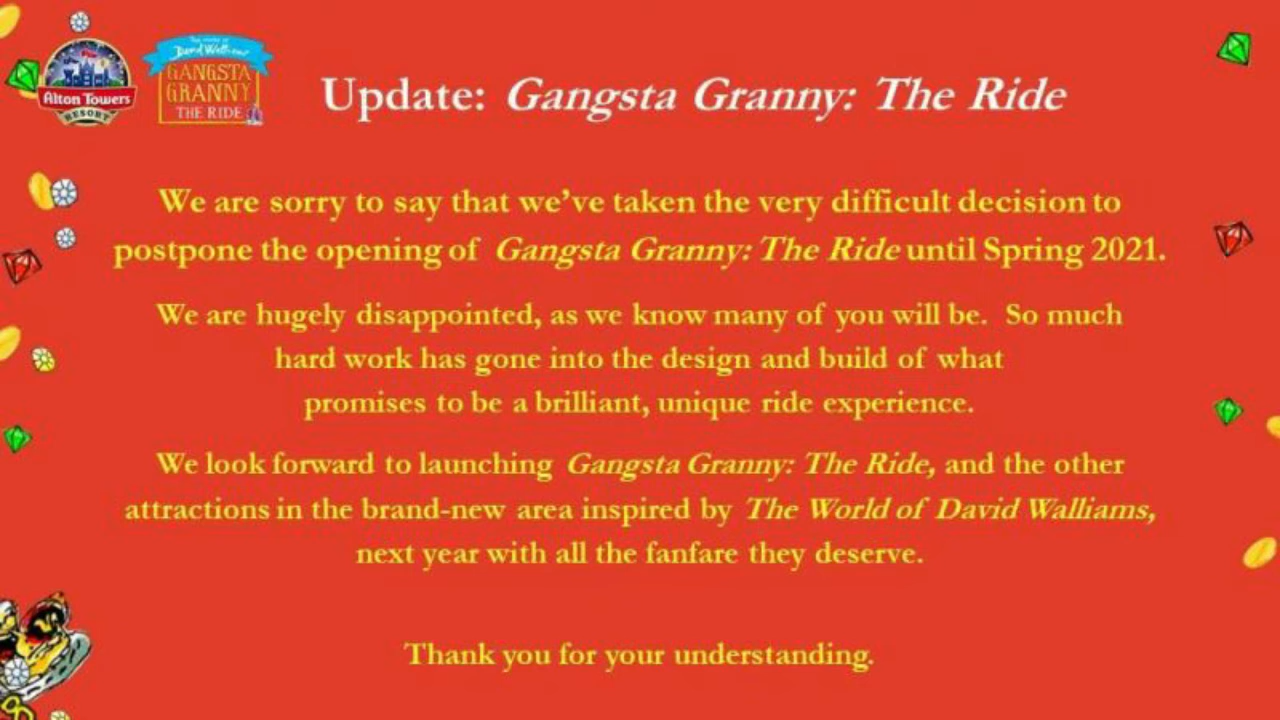 Alton Towers
RESORT
The World of
David Walliams
GANGSTA
GRANNY
THE RIDE
Update: Gangsta Granny: The Ride
We are sorry to say that we've taken the very difficult decision to
postpone the opening of Gangsta Granny: The Ride until Spring 2021.
We are hugely disappointed, as we know many of you will be. So much
hard work has gone into the design and build of what
promises to be a brilliant, unique ride experience.
We look forward to launching Gangsta Granny: The Ride, and the other
attractions in the brand-new area inspired by The World of David Walliams,
next year with all the fanfare they deserve.
Thank you for your understanding.